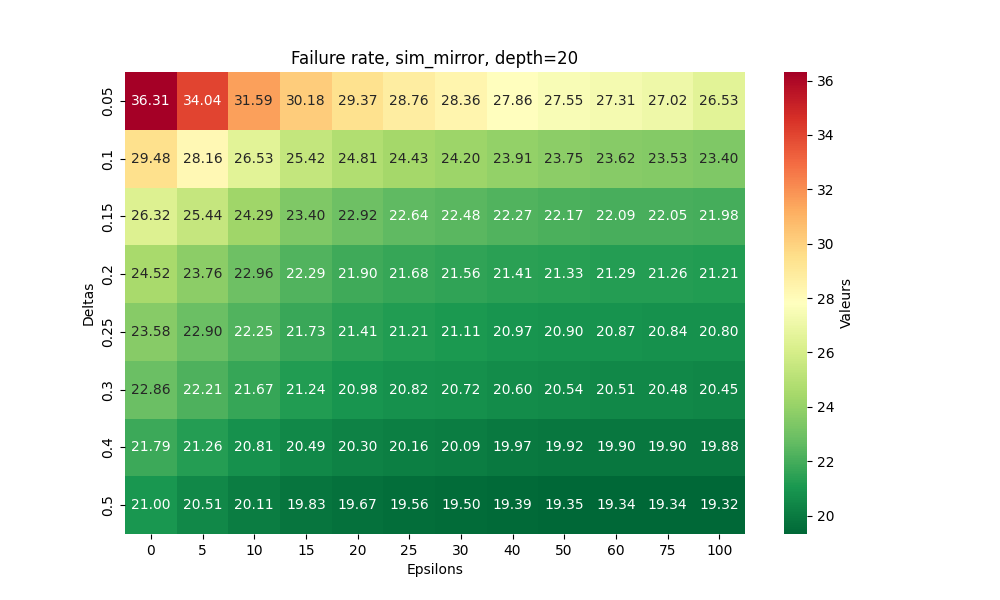 Failure rate, sim_mirror, depth=20
Deltas
0.05 36.31 34.04 31.59 30.18 29.37 28.76 28.36 27.86 27.55 27.31 27.02 26.53
0.1 29.48 28.16 26.53 25.42 24.81 24.43 24.20 23.91 23.75 23.62 23.53 23.40
0.15 26.32 25.44 24.29 23.40 22.92 22.64 22.48 22.27 22.17 22.09 22.05 21.98
0.2 24.52 23.76 22.96 22.29 21.90 21.68 21.56 21.41 21.33 21.29 21.26 21.21
0.25 23.58 22.90 22.25 21.73 21.41 21.21 21.11 20.97 20.90 20.87 20.84 20.80
0.3 22.86 22.21 21.67 21.24 20.98 20.82 20.72 20.60 20.54 20.51 20.48 20.45
0.4 21.79 21.26 20.81 20.49 20.30 20.16 20.09 19.97 19.92 19.90 19.90 19.88
0.5 21.00 20.51 20.11 19.83 19.67 19.56 19.50 19.39 19.35 19.34 19.34 19.32
0 5 10 15 20 25 30 40 50 60 75 100
Epsilons
36
34
32
30
28
26
24
22
20
Valeurs